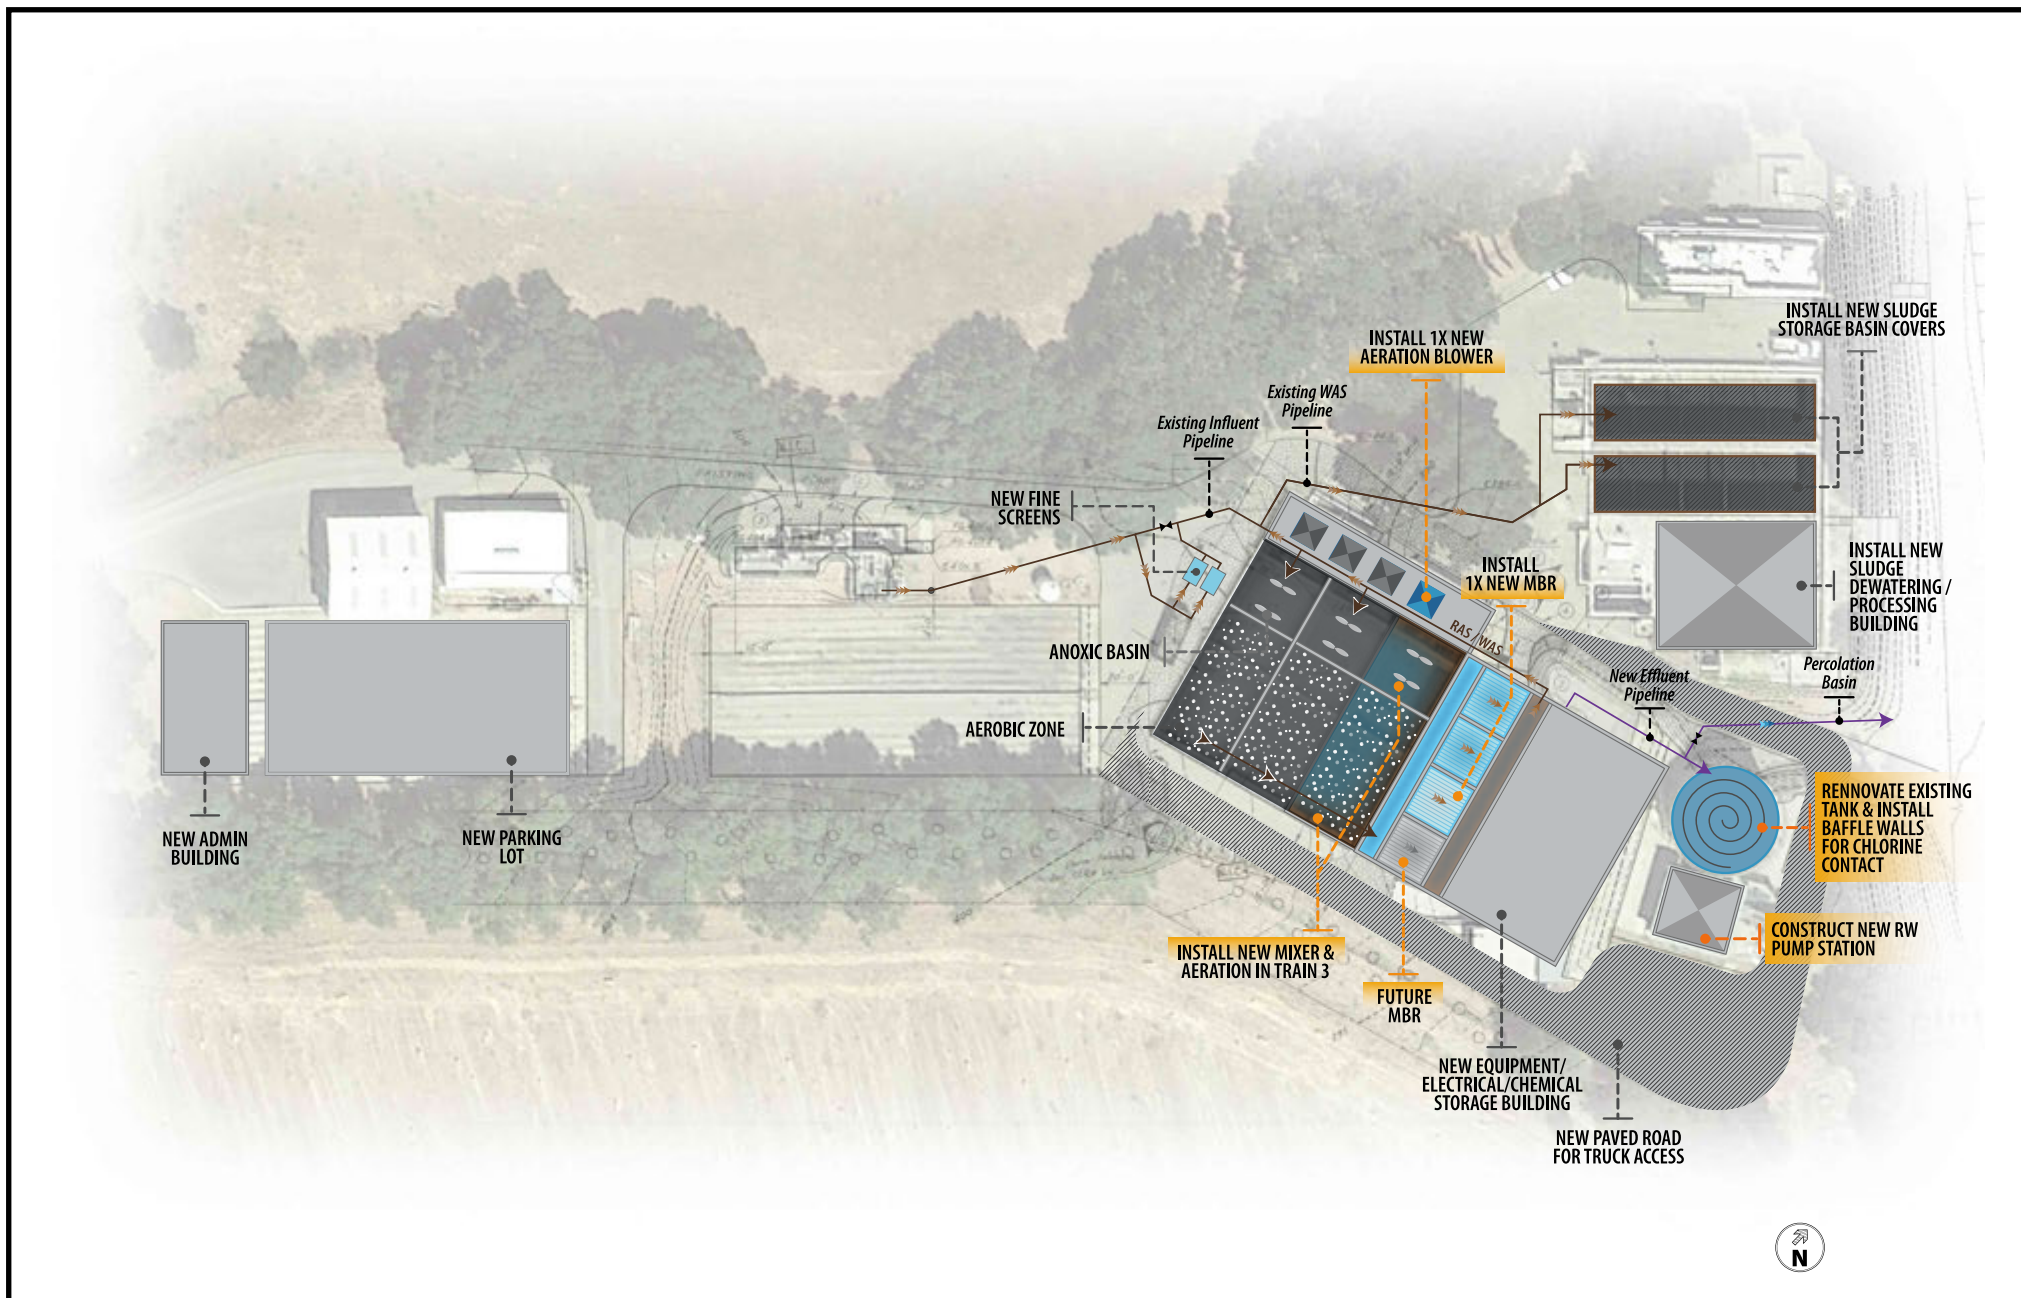 INSTALL NEW SLUDGE
STORAGE BASIN COVERS
INSTALL 1X NEW
AERATION BLOWER
Existing WAS
Pipeline
Existing Influent
Pipeline
NEW FINE
SCREENS
INSTALL
1X NEW MBR
INSTALL NEW
SLUDGE
DEWATERING /
PROCESSING
BUILDING
RAS / WAS
ANOXIC BASIN
New Effluent
Pipeline
Percolation
Basin
AEROBIC ZONE
RENNOVATE EXISTING
TANK & INSTALL
BAFFLE WALLS
FOR CHLORINE
CONTACT
NEW ADMIN
BUILDING
NEW PARKING
LOT
CONSTRUCT NEW RW
PUMP STATION
INSTALL NEW MIXER &
AERATION IN TRAIN 3
FUTURE
MBR
NEW EQUIPMENT/
ELECTRICAL/CHEMICAL
STORAGE BUILDING
NEW PAVED ROAD
FOR TRUCK ACCESS
N